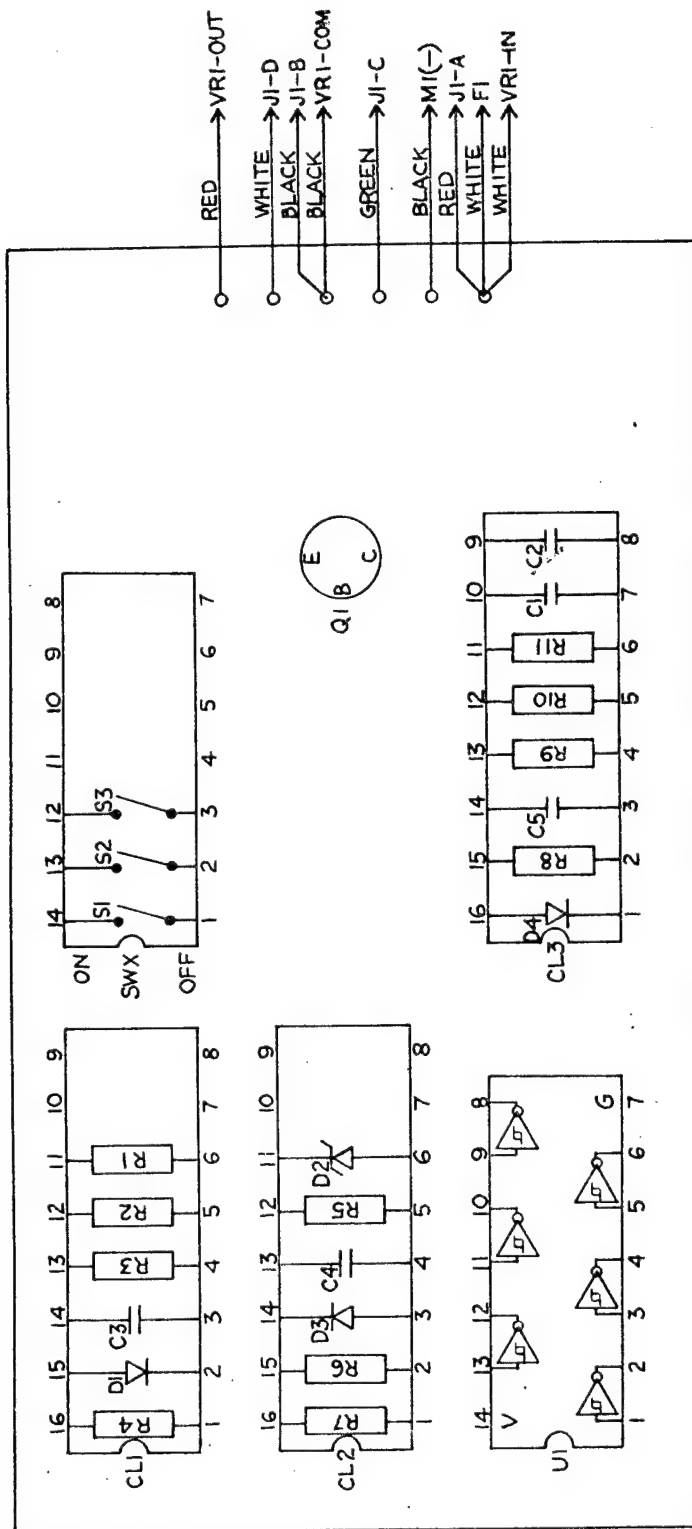 RED VR1-OUT
WHITE J1-D
BLACK J1-B
BLACK VR1-COM
GREEN J1-C
BLACK M1(-)
RED J1-A
WHITE F1
WHITE VR1-IN
14 13 12 11 10 9 8
ON
SWX
OFF
S1 S2 S3
1 2 3 4 5 6 7
Q1
E
B
C
16 15 14 13 12 11 10 9
D4 R8 C5 R9 R10 R11 C1 C2
CL3
1 2 3 4 5 6 7 8
16 15 14 13 12 11 10 9
R4 D1 C3 R3 R2 R1
CL1
1 2 3 4 5 6 7 8
16 15 14 13 12 11 10 9
R7 R6 D3 C4 R5 D2
CL2
1 2 3 4 5 6 7 8
14 13 12 11 10 9 8
V
G
U1
1 2 3 4 5 6 7